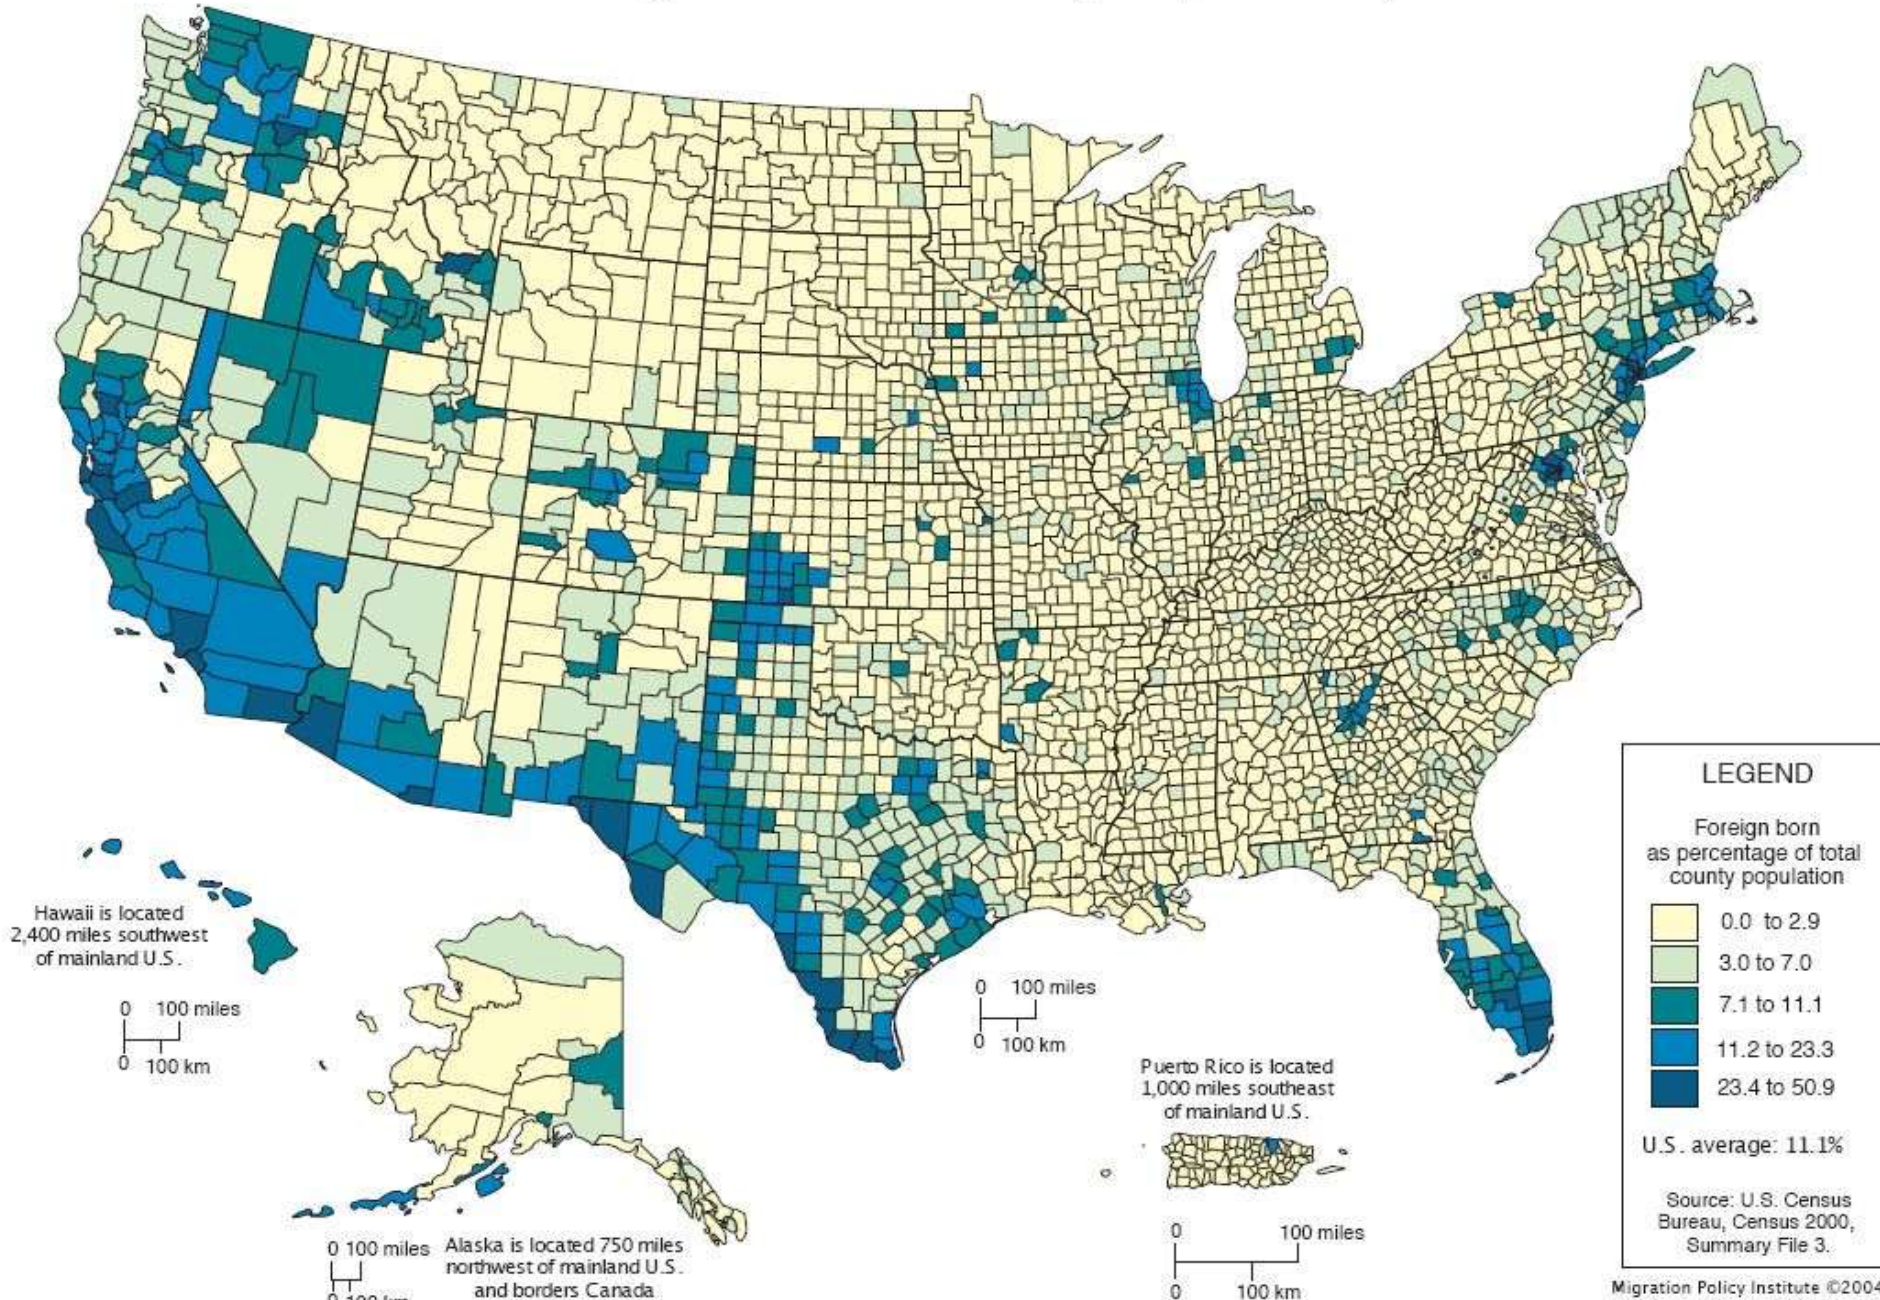 Hawaii is located
2,400 miles southwest
of mainland U.S.
0 100 miles
0 100 km
0 100 miles
Alaska is located 750 miles
northwest of mainland U.S.
and borders Canada
0 100 miles
0 100 km
Puerto Rico is located
1,000 miles southeast
of mainland U.S.
0 100 miles
0 100 km
LEGEND
Foreign born
as percentage of total
county population
0.0 to 2.9
3.0 to 7.0
7.1 to 11.1
11.2 to 23.3
23.4 to 50.9
U.S. average: 11.1%
Source: U.S. Census
Bureau, Census 2000,
Summary File 3.
Migration Policy Institute ©2004